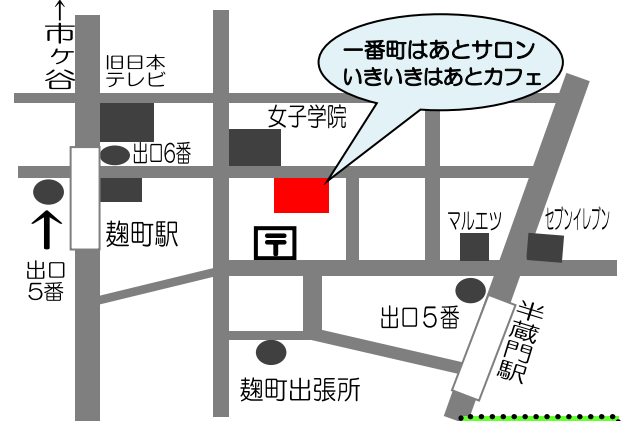 ↑
市ヶ谷
旧日本
テレビ
一番町はあとサロン
いきいきはあとカフェ
女子学院
出口6番
麹町駅
出口
5番
〒
マルエツ
セブンイレブン
出口5番
半蔵門駅
麹町出張所